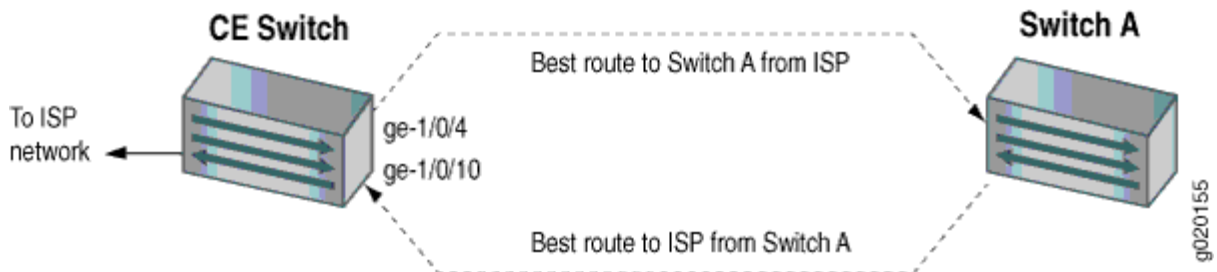 CE Switch
Switch A
Best route to Switch A from ISP
To ISP
network
ge-1/0/4
ge-1/0/10
Best route to ISP from Switch A
g020155